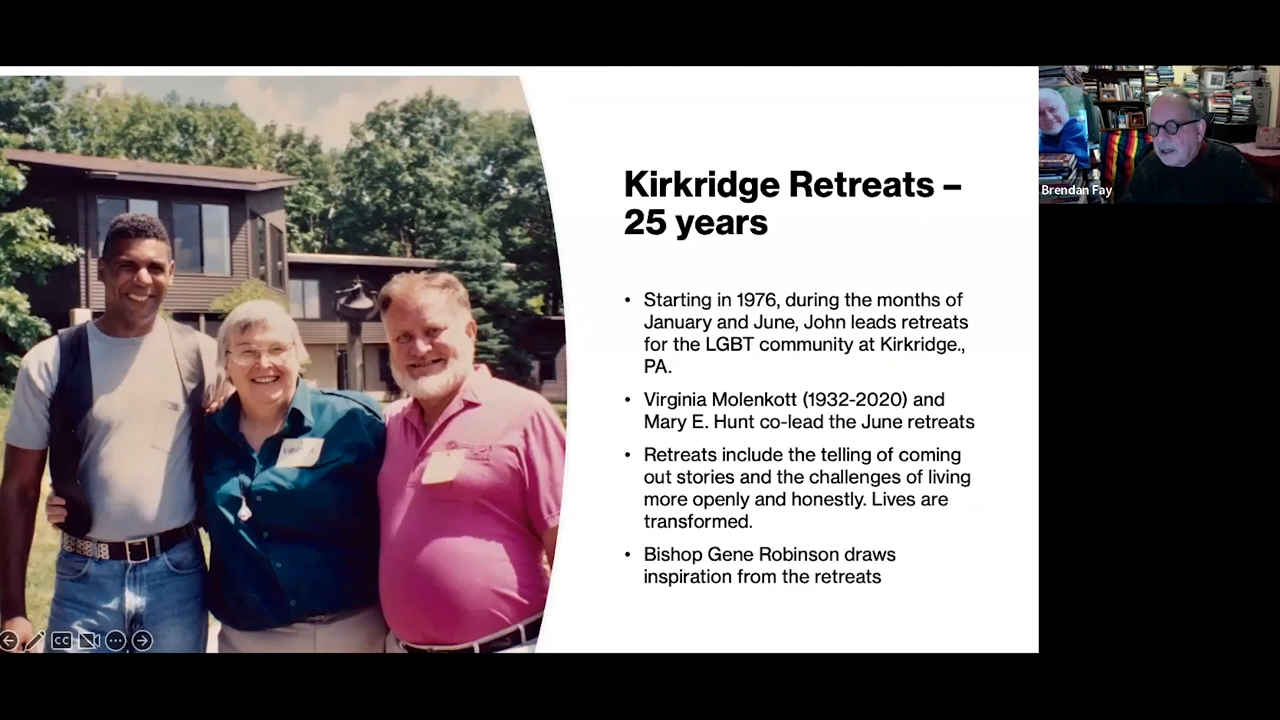 Kirkridge Retreats –
25 years
• Starting in 1976, during the months of
January and June, John leads retreats
for the LGBT community at Kirkridge.,
PA.
• Virginia Molenkott (1932-2020) and
Mary E. Hunt co-lead the June retreats
• Retreats include the telling of coming
out stories and the challenges of living
more openly and honestly. Lives are
transformed.
• Bishop Gene Robinson draws
inspiration from the retreats
Brendan Fay
CC